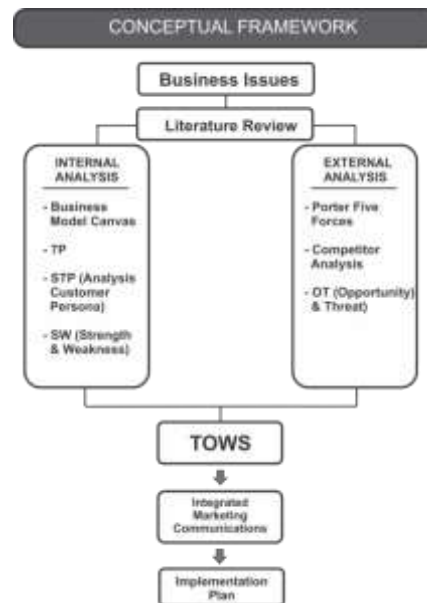 CONCEPTUAL FRAMEWORK
Business Issues
Literature Review
INTERNAL
ANALYSIS
- Business
Model Canvas
- TP
- STP (Analysis
Customer
Persona)
- SW (Strength
& Weakness)
EXTERNAL
ANALYSIS
- Porter Five
Forces
- Competitor
Analysis
- OT (Opportunity)
& Threat)
TOWS
Integrated
Marketing
Communications
Implementation
Plan